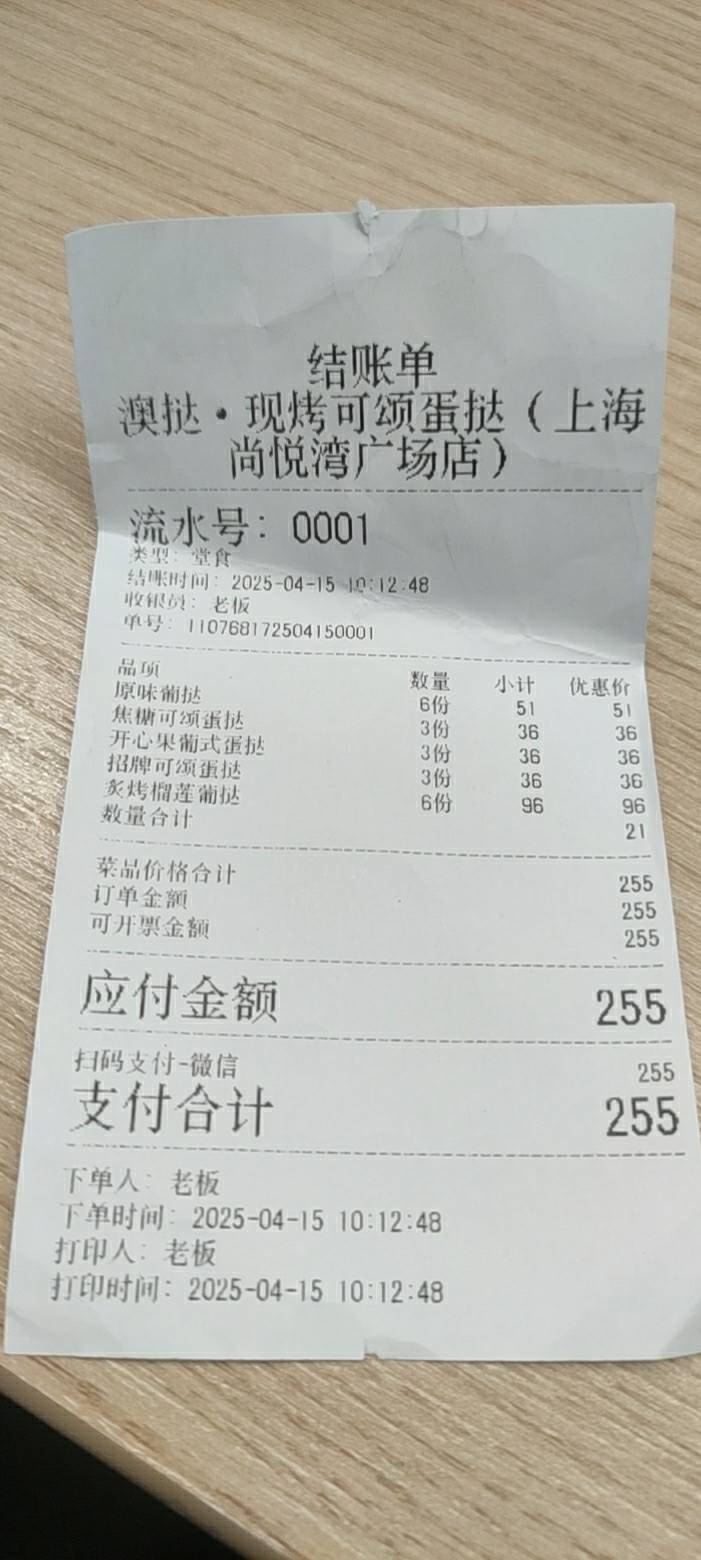 结账单
澳挞·现烤可颂蛋挞（上海
尚悦湾广场店）
流水号：0001
类型：堂食
结账时间：2025-04-15 10:12:48
收银员：老板
单号：110768172504150001
品项 数量 小计 优惠价
原味葡挞 6份 51 51
焦糖可颂蛋挞 3份 36 36
开心果葡式蛋挞 3份 36 36
招牌可颂蛋挞 3份 36 36
炙烤榴莲葡挞 6份 96 96
数量合计 21
菜品价格合计 255
订单金额 255
可开票金额 255
应付金额 255
扫码支付-微信 255
支付合计 255
下单人：老板
下单时间：2025-04-15 10:12:48
打印人：老板
打印时间：2025-04-15 10:12:48